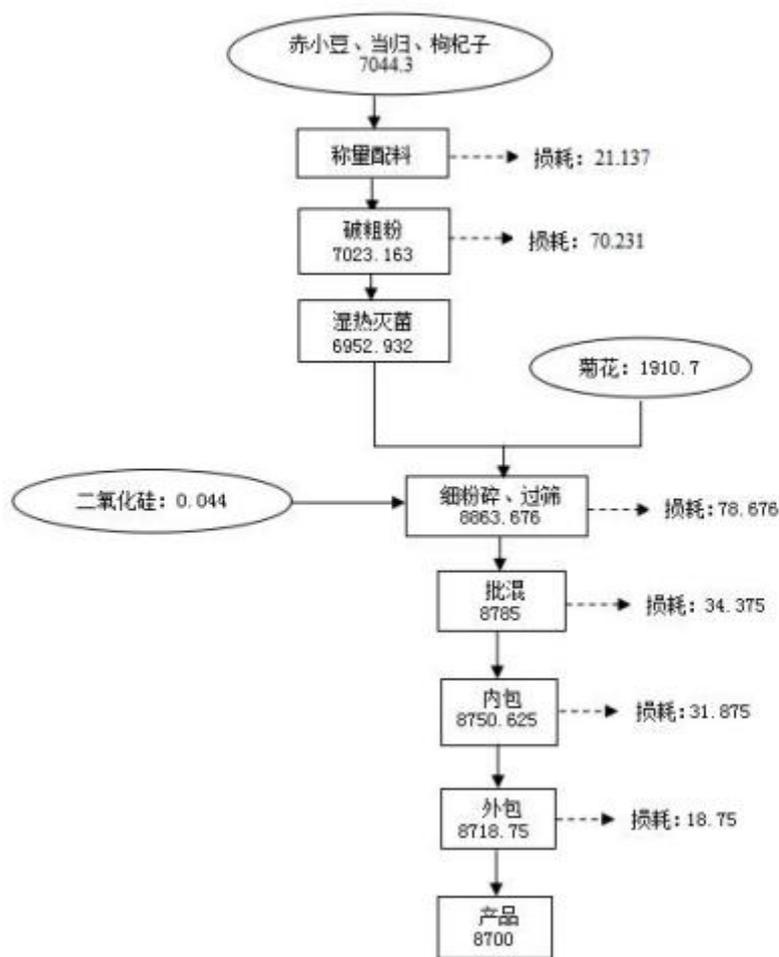 赤小豆、当归、枸杞子
7044.3
称量配料
损耗：21.137
破粗粉
7023.163
损耗：70.231
湿热灭菌
6952.932
菊花：1910.7
二氧化硅：0.044
细粉碎、过筛
8863.676
损耗:78.676
批混
8785
损耗：34.375
内包
8750.625
损耗:31.875
外包
8718.75
损耗:18.75
产品
8700